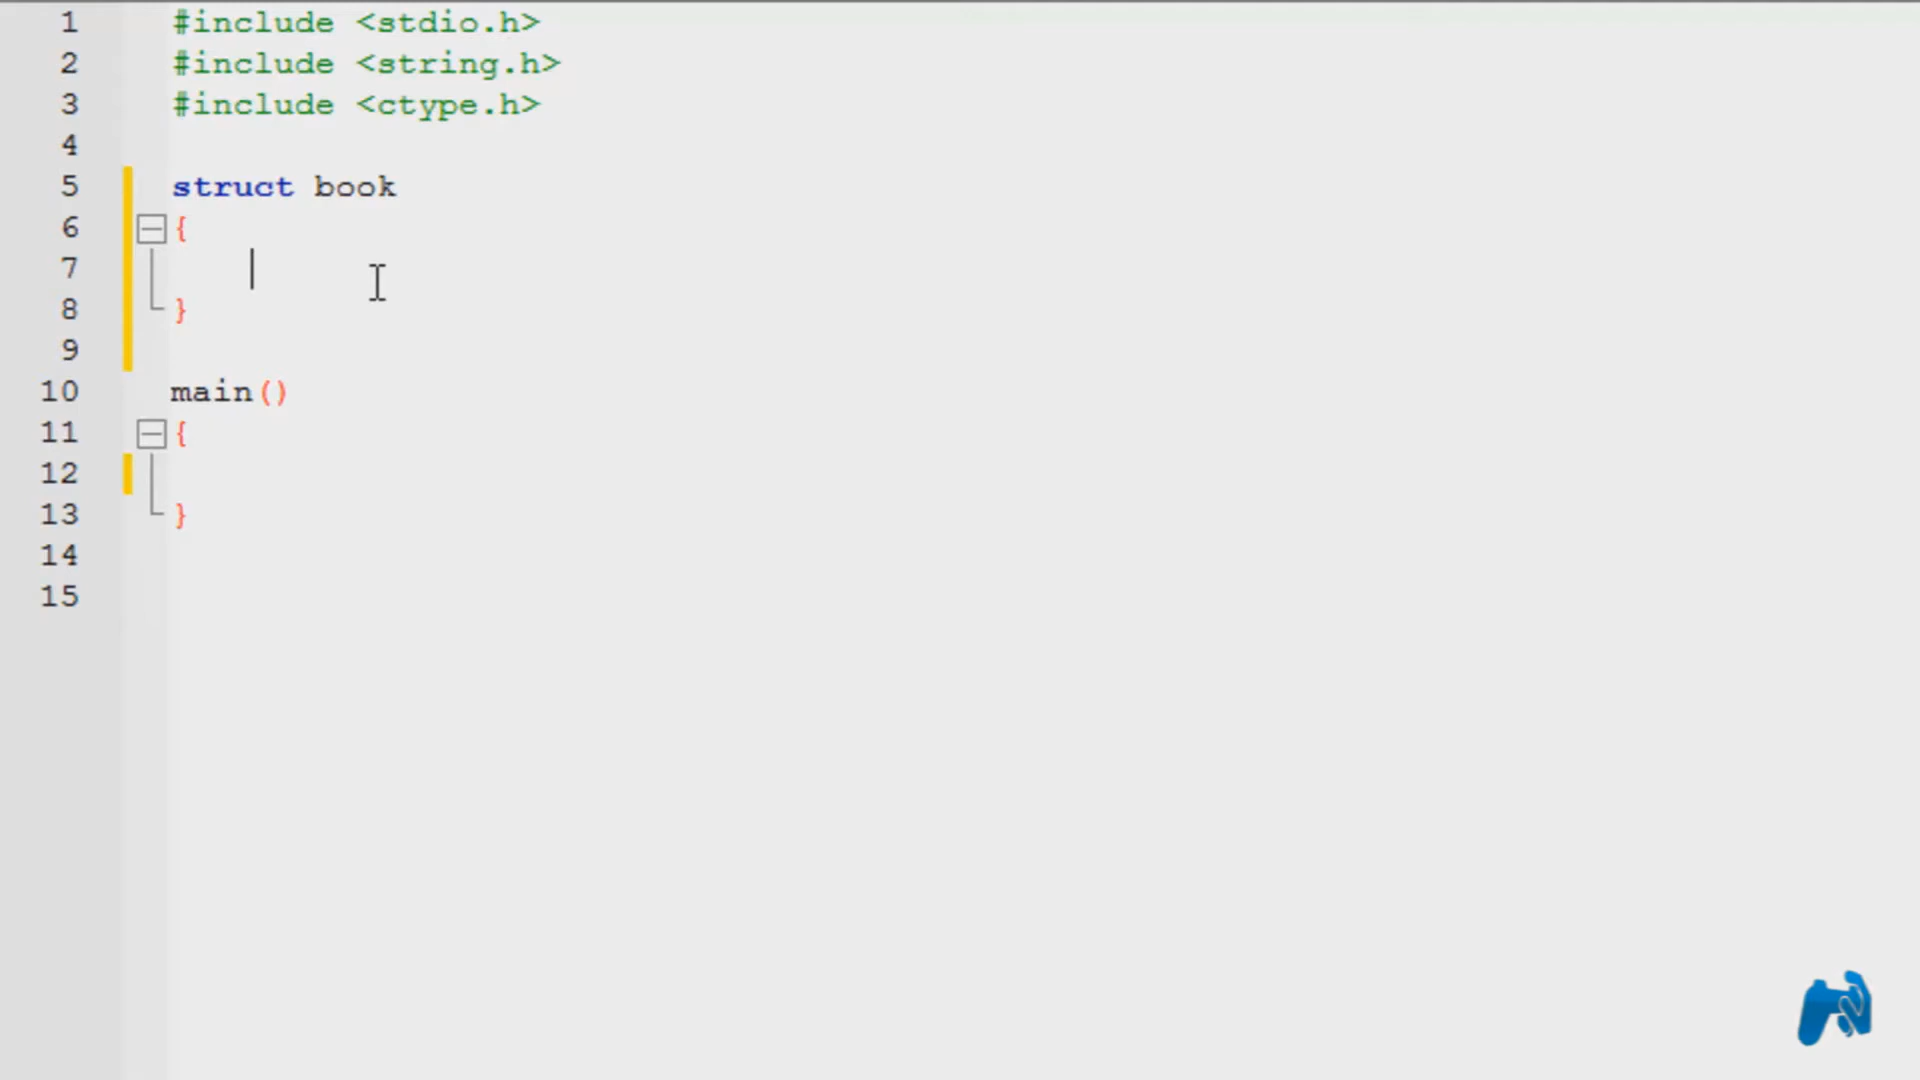 1 #include <stdio.h>
2 #include <string.h>
3 #include <ctype.h>
4
5 struct book
6 {
7
8 }
9
10 main()
11 {
12
13 }
14
15